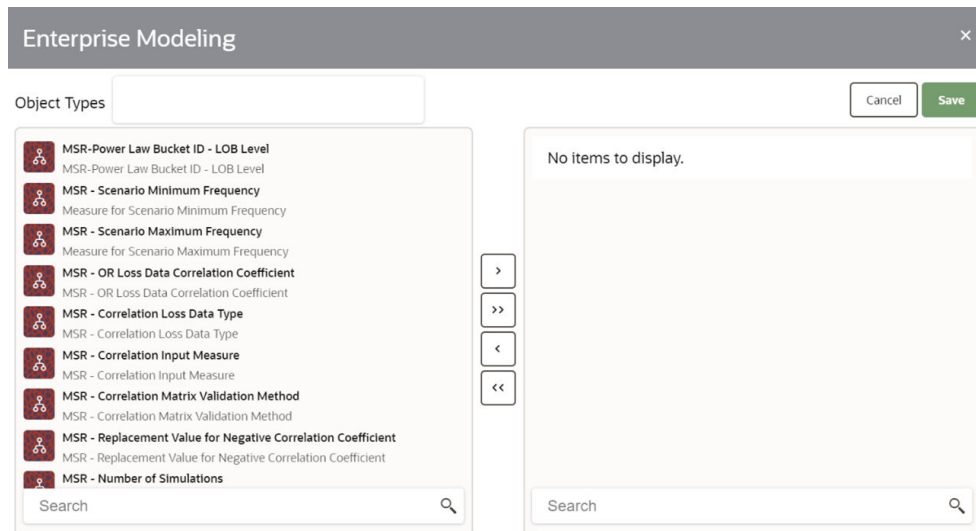 Enterprise Modeling
×
Object Types
Cancel
Save
MSR-Power Law Bucket ID - LOB Level
MSR-Power Law Bucket ID - LOB Level
MSR - Scenario Minimum Frequency
Measure for Scenario Minimum Frequency
MSR - Scenario Maximum Frequency
Measure for Scenario Maximum Frequency
MSR - OR Loss Data Correlation Coefficient
MSR - OR Loss Data Correlation Coefficient
MSR - Correlation Loss Data Type
MSR - Correlation Loss Data Type
MSR - Correlation Input Measure
MSR - Correlation Input Measure
MSR - Correlation Matrix Validation Method
MSR - Correlation Matrix Validation Method
MSR - Replacement Value for Negative Correlation Coefficient
MSR - Replacement Value for Negative Correlation Coefficient
MSR - Number of Simulations
Search
>
>>
<
<<
No items to display.
Search